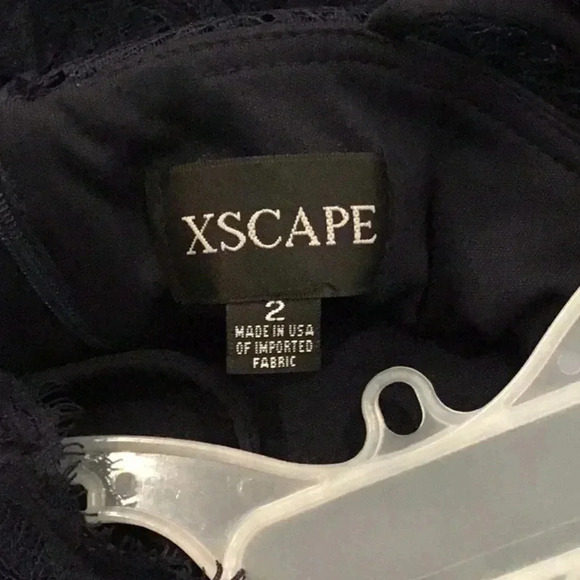 XSCAPE
2
MADE IN USA
OF IMPORTED
FABRIC